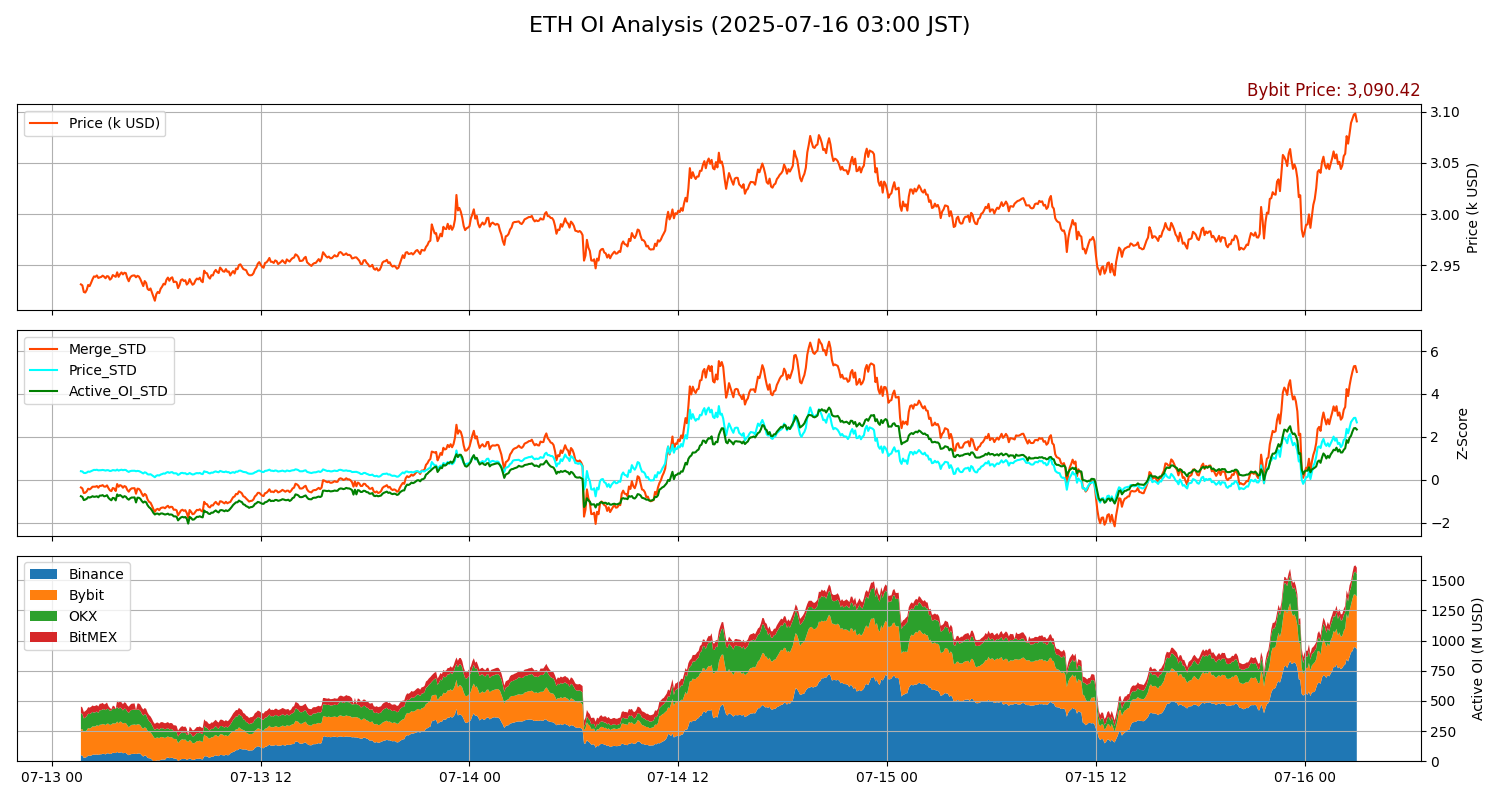 ETH OI Analysis (2025-07-16 03:00 JST)
Bybit Price: 3,090.42
Price (k USD)
3.10
3.05
3.00
2.95
Price (k USD)
Merge_STD
Price_STD
Active_OI_STD
6
4
2
0
−2
Z-Score
Binance
Bybit
OKX
BitMEX
1500
1250
1000
750
500
250
0
Active OI (M USD)
07-13 00
07-13 12
07-14 00
07-14 12
07-15 00
07-15 12
07-16 00